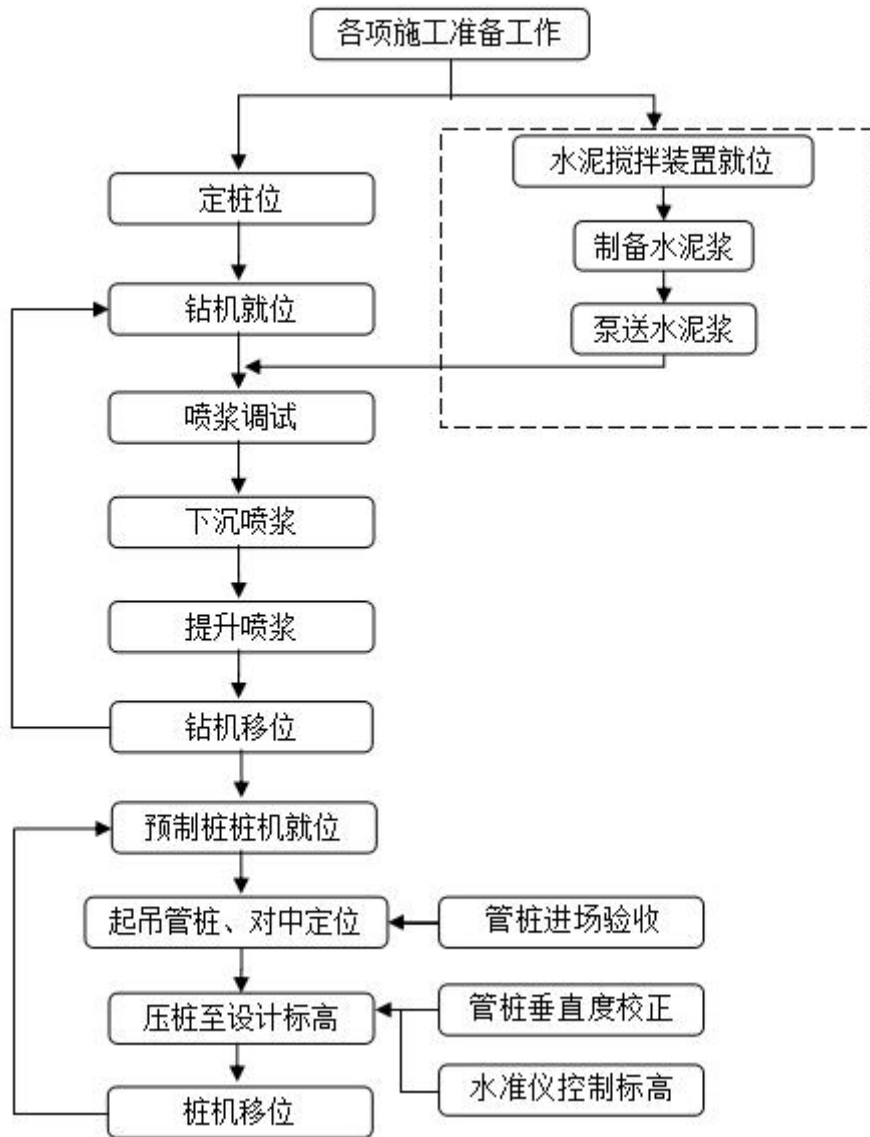 各项施工准备工作
水泥搅拌装置就位
定桩位
制备水泥浆
钻机就位
泵送水泥浆
喷浆调试
下沉喷浆
提升喷浆
钻机移位
预制桩桩机就位
起吊管桩、对中定位
管桩进场验收
压桩至设计标高
管桩垂直度校正
水准仪控制标高
桩机移位